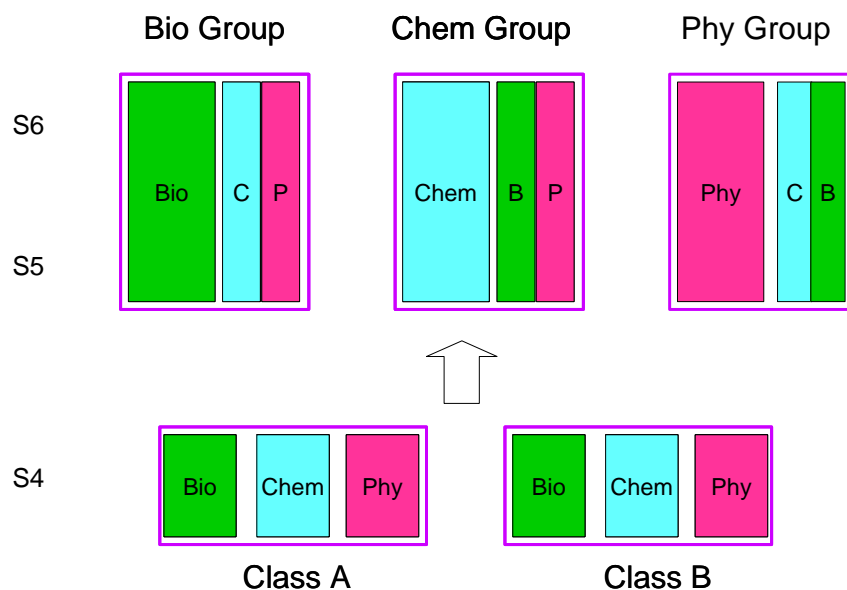 Bio Group Chem Group Phy Group
S6
Bio C P Chem B P Phy C B
S5
S4 Bio Chem Phy Bio Chem Phy
Class A Class B